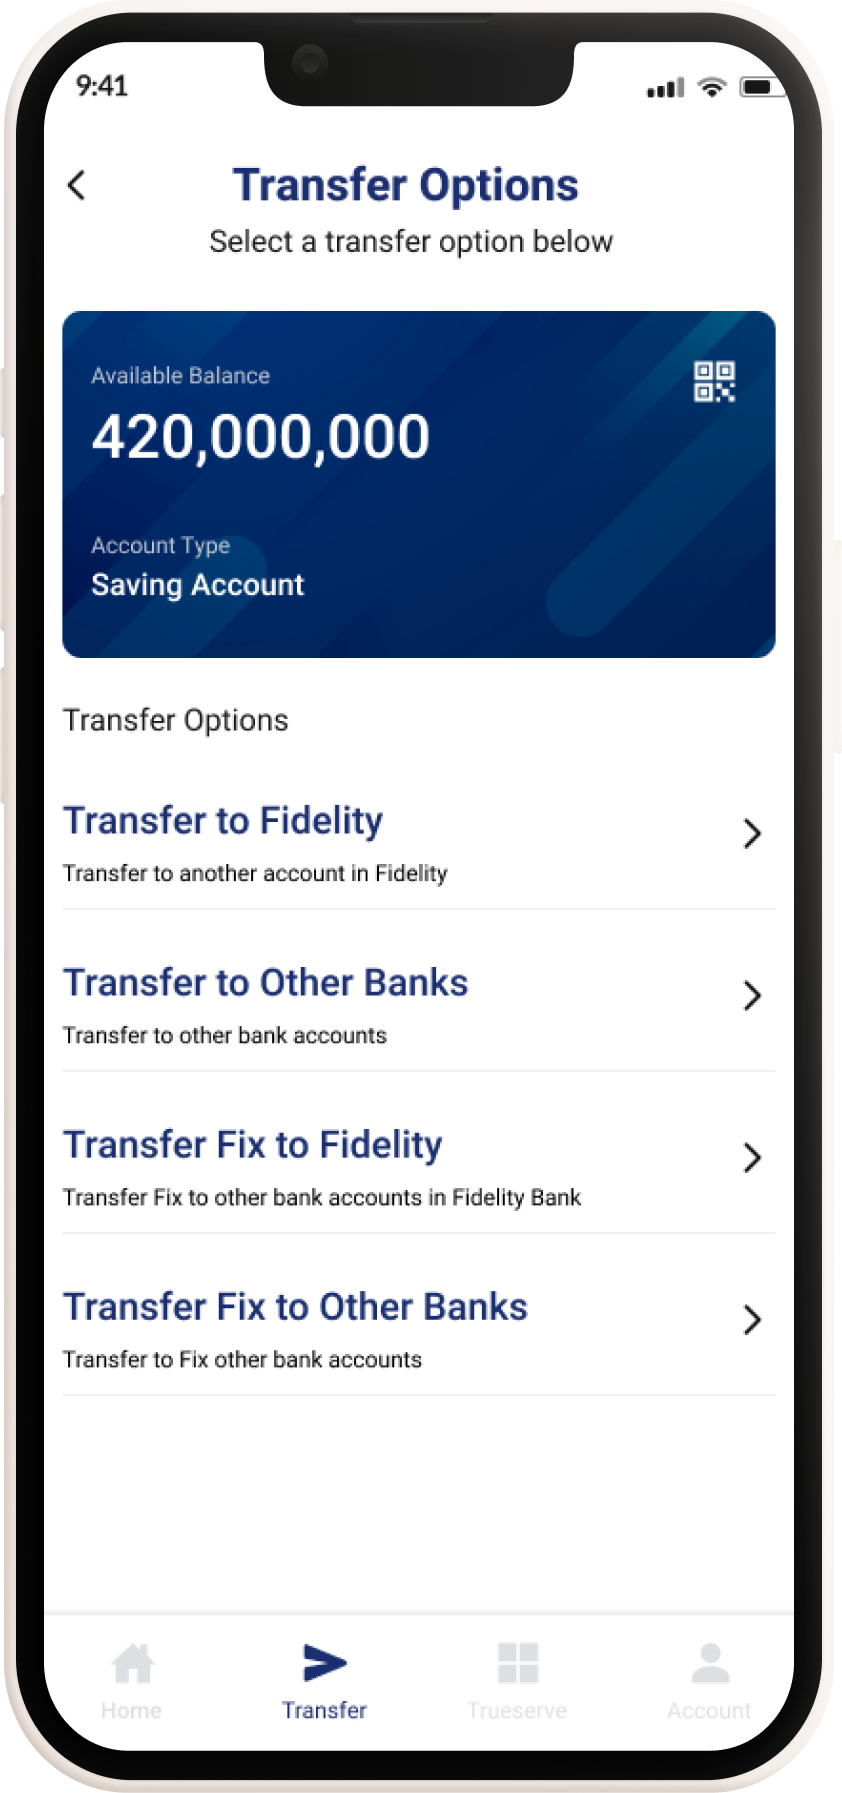 9:41
Transfer Options
Select a transfer option below
Available Balance
420,000,000
Account Type
Saving Account
Transfer Options
Transfer to Fidelity
Transfer to another account in Fidelity
Transfer to Other Banks
Transfer to other bank accounts
Transfer Fix to Fidelity
Transfer Fix to other bank accounts in Fidelity Bank
Transfer Fix to Other Banks
Transfer to Fix other bank accounts
Home
Transfer
Trueserve
Account